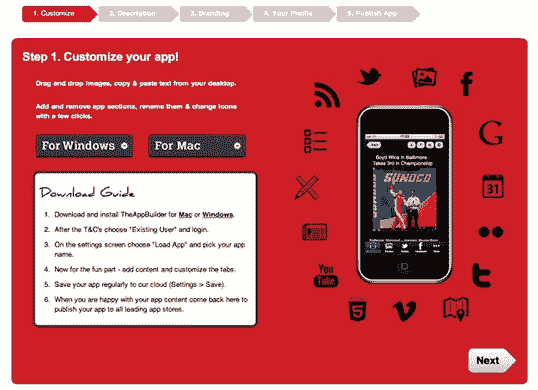 1. Customize
2. Description
3. Branding
4. Your Profile
5. Publish App
Step 1. Customize your app!
Drag and drop images, copy & paste text from your desktop.
Add and remove app sections, rename them & change icons
with a few clicks.
For Windows
For Mac
Download Guide
1. Download and install TheAppBuilder for Mac or Windows.
2. After the T&C's choose "Existing User" and login.
3. On the settings screen choose "Load App" and pick your app
name.
4. Now for the fun part - add content and customize the tabs.
5. Save your app regularly to our cloud (Settings > Save).
6. When you are happy with your app content come back here to
publish your app to all leading app stores.
Boyd Wins in Baltimore -
Takes 3rd in Championship
SUNOCO
31
You
Tube
Next